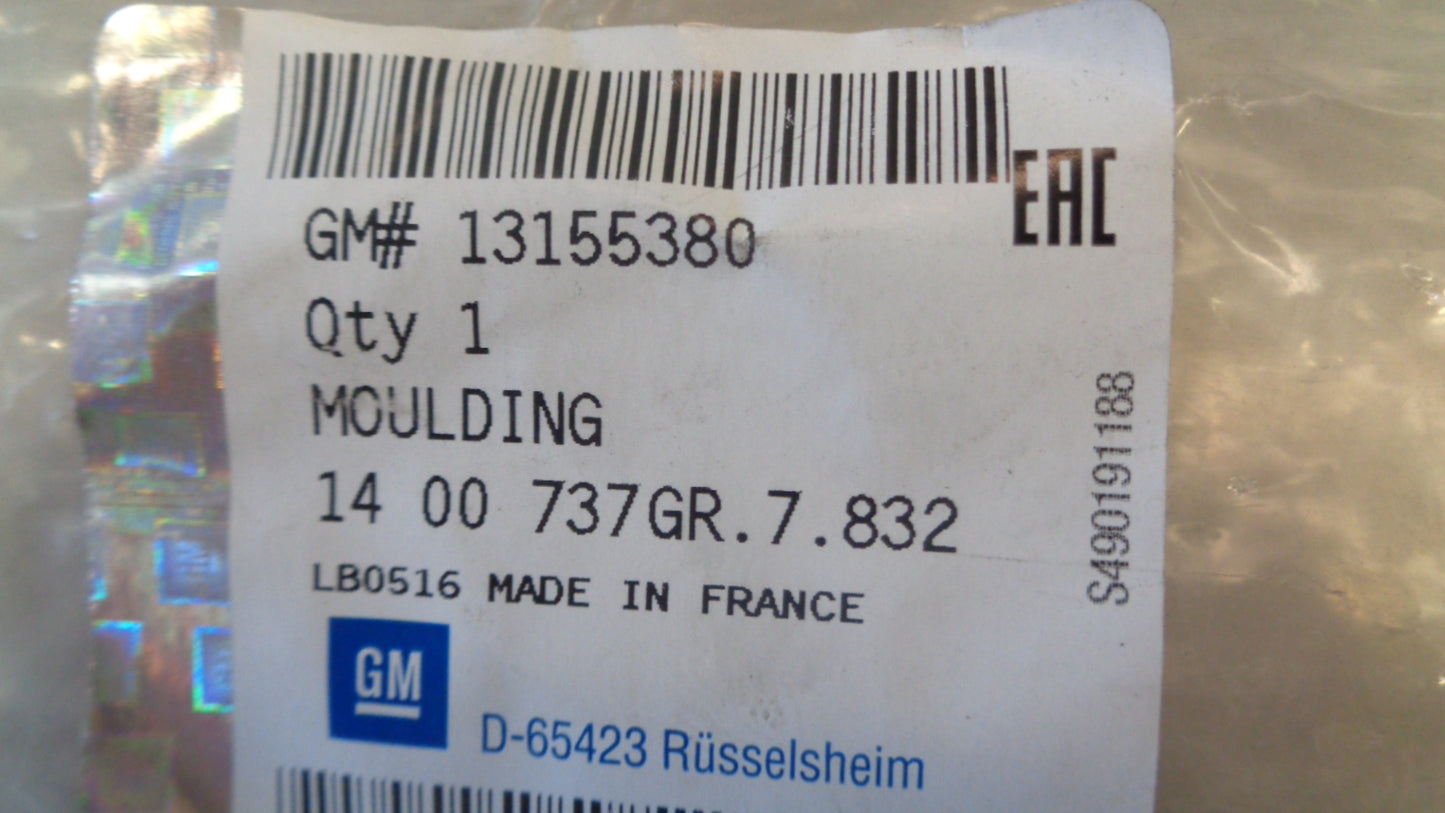 EAC
GM# 13155380
Qty 1
MOULDING
14 00 737GR.7.832
LB0516 MADE IN FRANCE
GM
D-65423 Rüsselsheim
S490191188